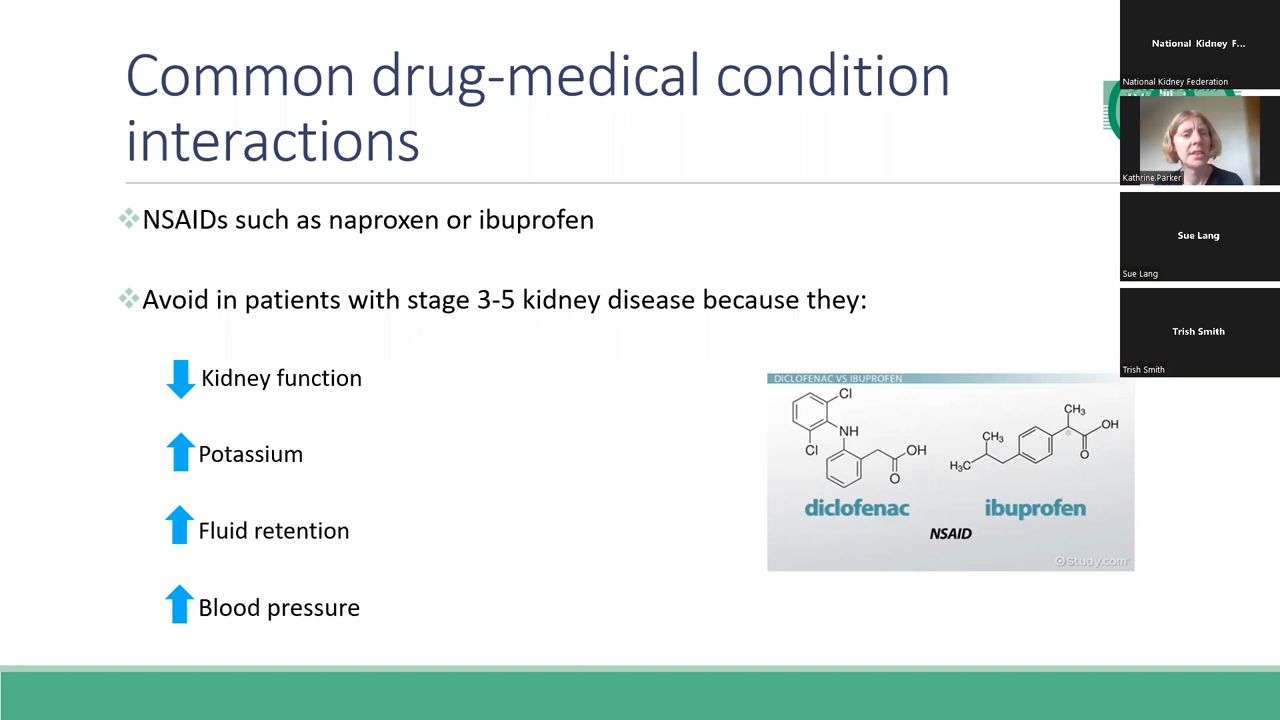 Common drug-medical condition
interactions
NSAIDs such as naproxen or ibuprofen
Avoid in patients with stage 3-5 kidney disease because they:
Kidney function
Potassium
Fluid retention
Blood pressure
DICLOFENAC VS IBUPROFEN
Cl
NH
Cl
OH
O
CH₃
H₃C
CH₃
OH
O
diclofenac
ibuprofen
NSAID
Study.com
National Kidney F...
National Kidney Federation
Kathrine.Parker
Sue Lang
Sue Lang
Trish Smith
Trish Smith